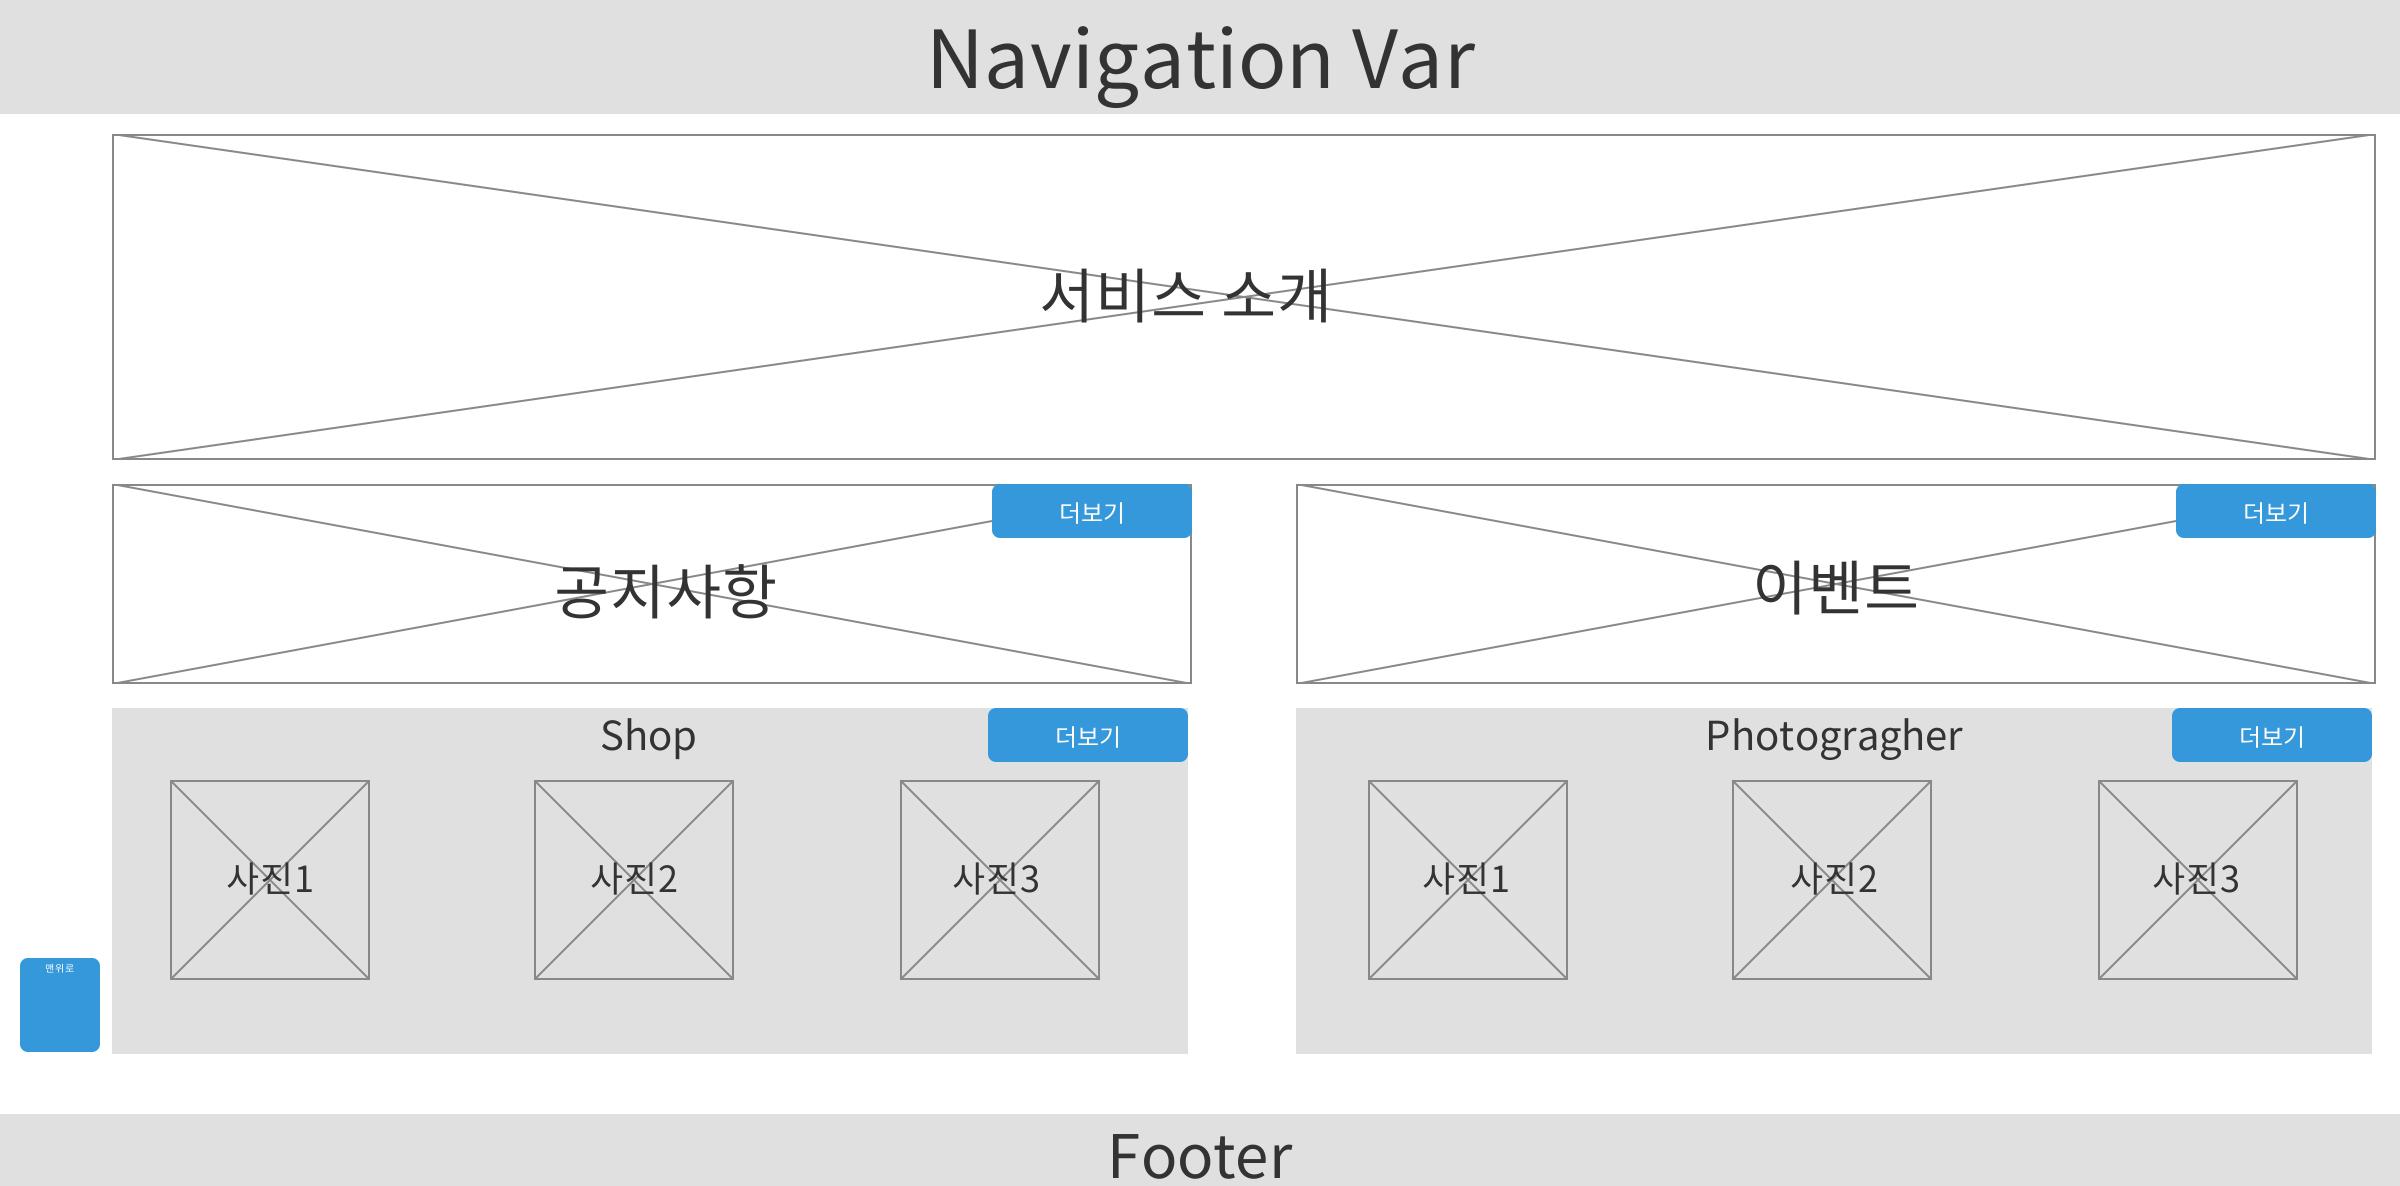 Navigation Var
서비스 소개
더보기
공지사항
더보기
이벤트
Shop
더보기
사진1
사진2
사진3
Photogragher
더보기
사진1
사진2
사진3
맨위로
Footer